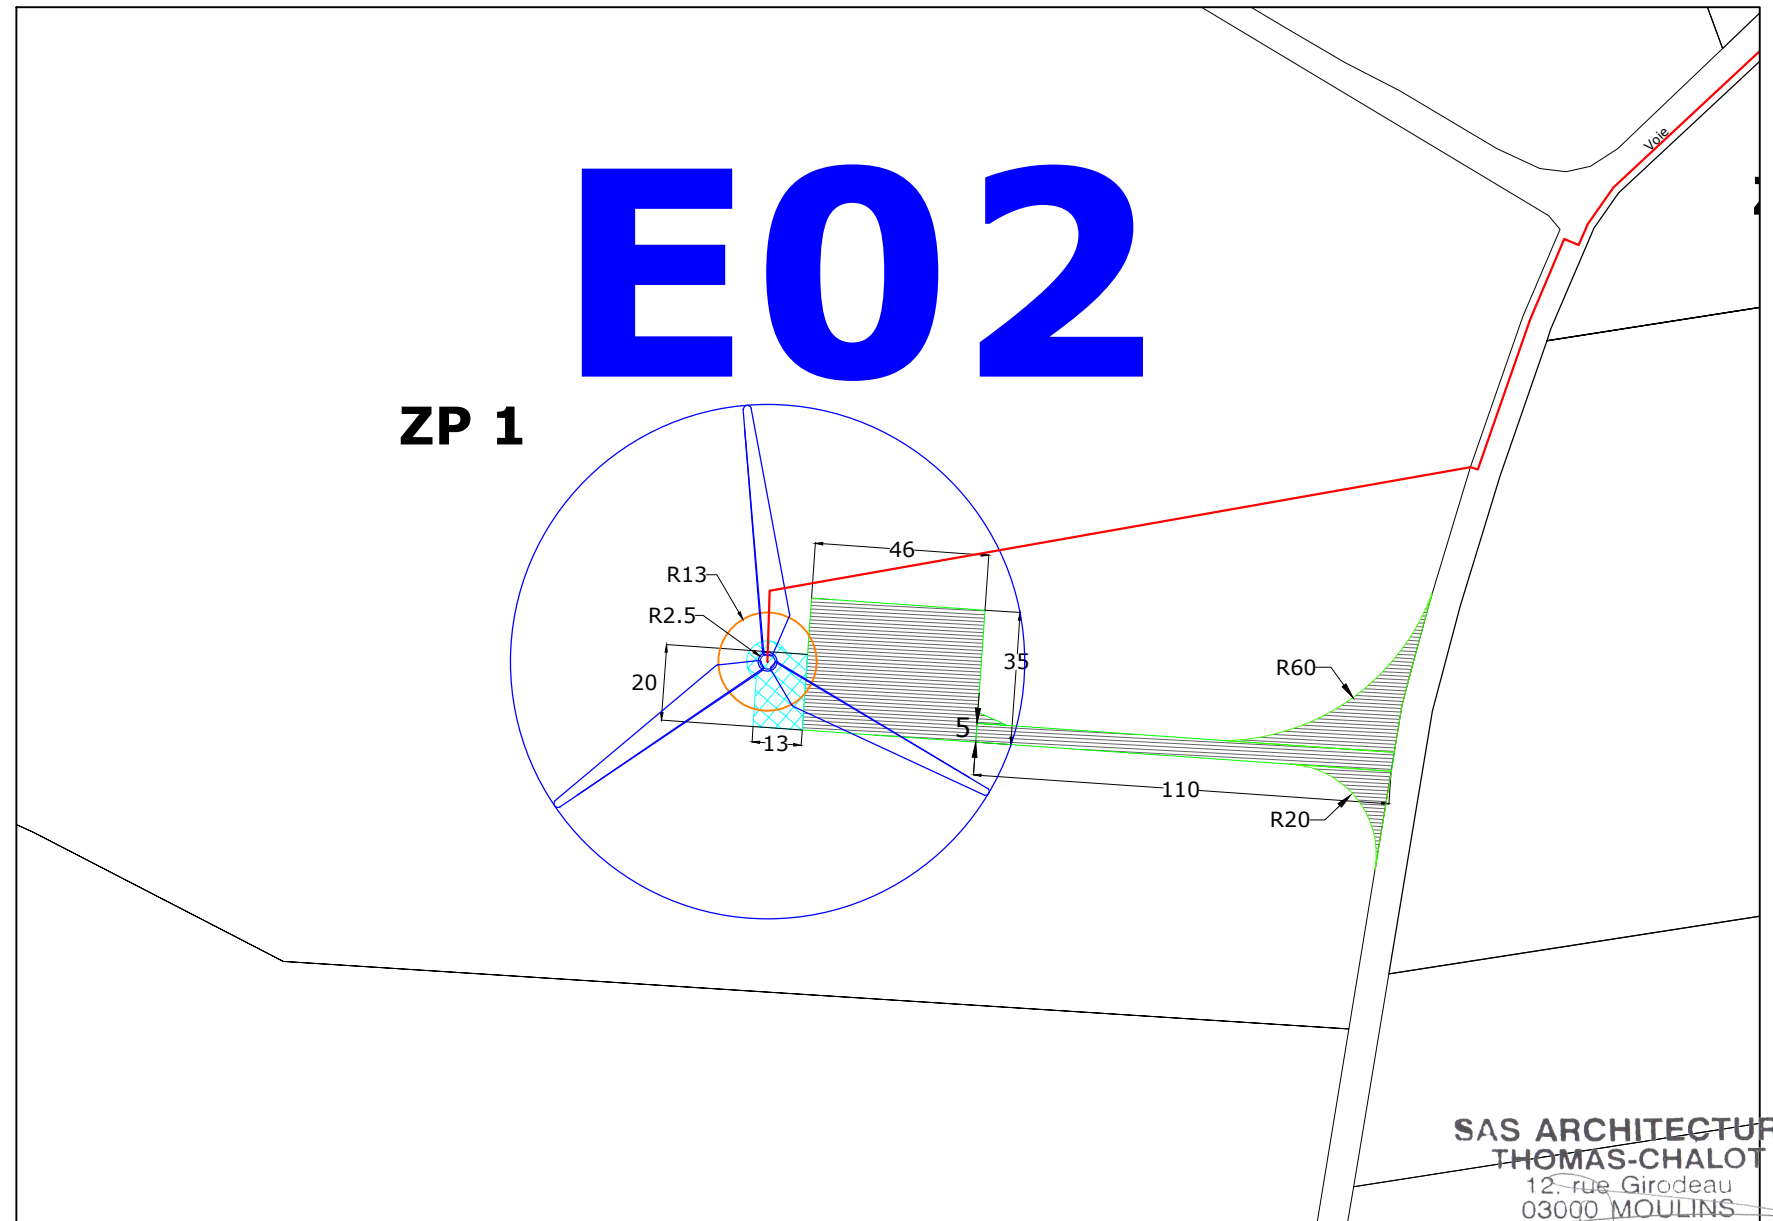 Voie
E02
ZP 1
46
R13
R2.5
35
R60
20
5
13
110
R20
SAS ARCHITECTUR
THOMAS-CHALOT
12, rue Girodeau
03000 MOULINS